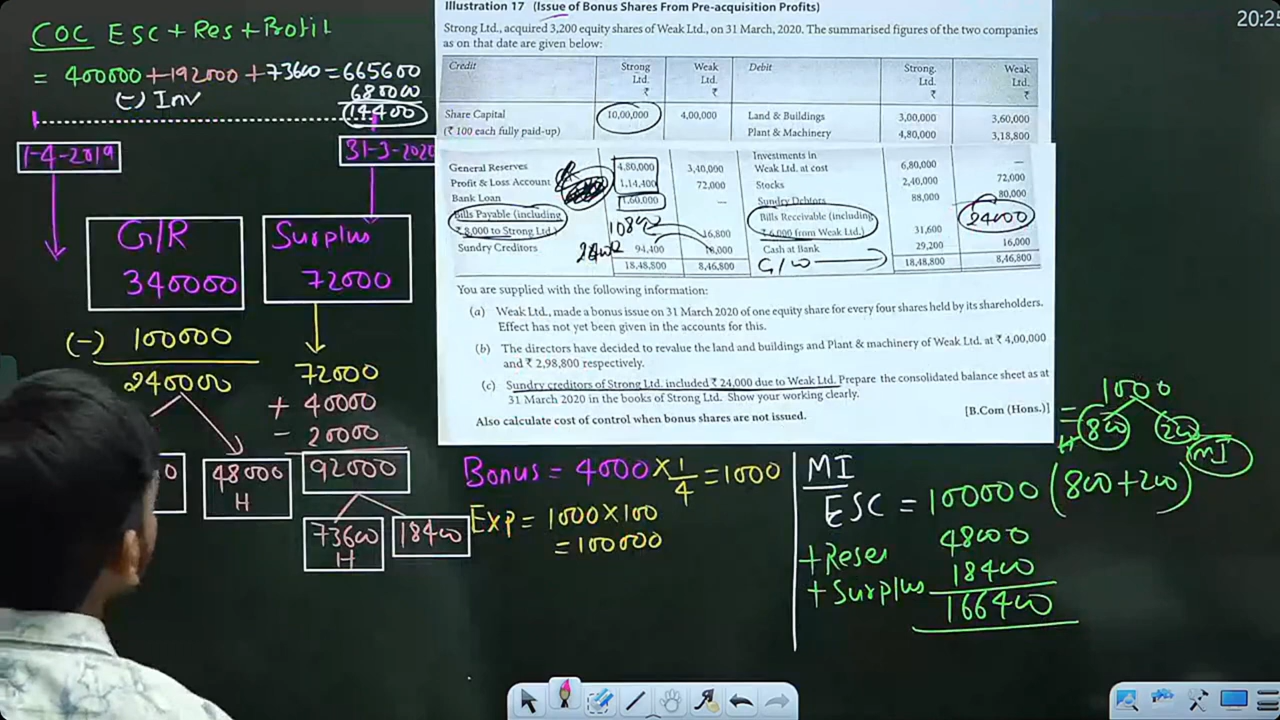 COC ESC + Res + Profit
= 400000 + 192000 + 73600 = 665600
(-) Inv 680000
14400
1-4-2019
31-3-2020
G/R
340000
Surplus
72000
(-) 100000
240000
48000
H
72000
+ 40000
- 20000
92000
73600
H
18400
20:25
Illustration 17 (Issue of Bonus Shares From Pre-acquisition Profits)
Strong Ltd., acquired 3,200 equity shares of Weak Ltd., on 31 March, 2020. The summarised figures of the two companies
as on that date are given below:
Credit Strong Ltd. ₹ Weak Ltd. ₹ Debit Strong. Ltd. ₹ Weak Ltd. ₹
Share Capital 10,00,000 4,00,000 Land & Buildings 3,00,000 3,60,000
(₹ 100 each fully paid-up) Plant & Machinery 4,80,000 3,18,800
Investments in
General Reserves 4,80,000 3,40,000 Weak Ltd. at cost 6,80,000 —
Profit & Loss Account 1,14,400 72,000 Stocks 2,40,000 72,000
Bank Loan 1,60,000 — Sundry Debtors 88,000 80,000
Bills Payable (including Bills Receivable (including 24000
₹ 8,000 to Strong Ltd.) 16,800 ₹ 6,000 from Weak Ltd.) 31,600
Sundry Creditors 94,400 18,000 Cash at Bank 29,200 16,000
18,48,800 8,46,800 G/W 18,48,800 8,46,800
You are supplied with the following information:
(a) Weak Ltd., made a bonus issue on 31 March 2020 of one equity share for every four shares held by its shareholders.
Effect has not yet been given in the accounts for this.
(b) The directors have decided to revalue the land and buildings and Plant & machinery of Weak Ltd. at ₹ 4,00,000
and ₹ 2,98,800 respectively.
(c) Sundry creditors of Strong Ltd. included ₹ 24,000 due to Weak Ltd. Prepare the consolidated balance sheet as at
31 March 2020 in the books of Strong Ltd. Show your working clearly.
Also calculate cost of control when bonus shares are not issued. [B.Com (Hons.)]
Bonus = 4000 × 1/4 = 1000
Exp = 1000 × 100
= 100000
1000
= 800 200
H MI
MI
ESC = 100000 (800 + 200)
+ Reser 48000
+ Surplus 18400
166400